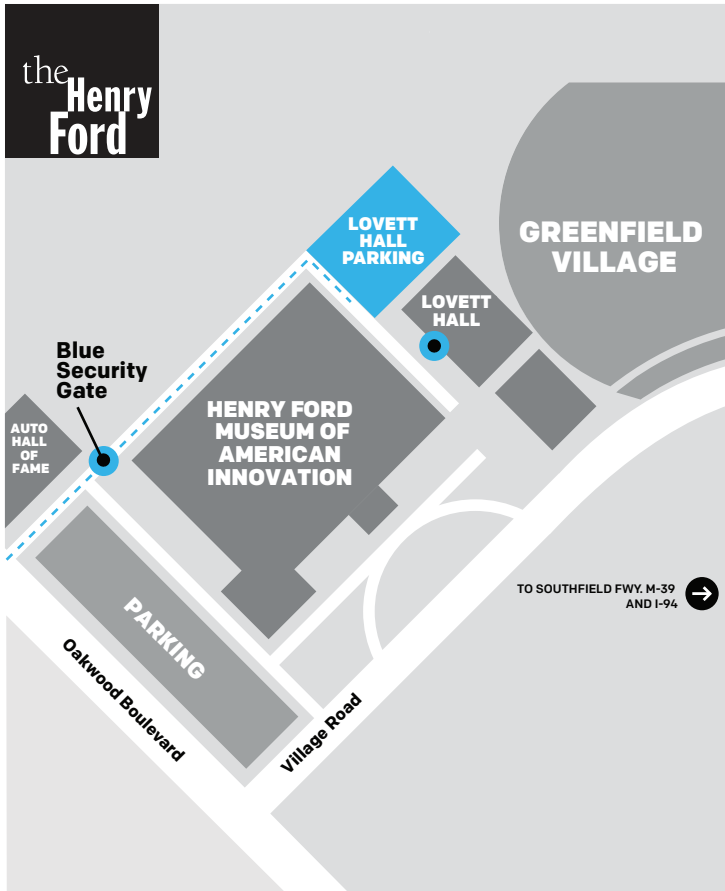 the
Henry
Ford
LOVETT
HALL
PARKING
GREENFIELD
VILLAGE
LOVETT
HALL
Blue
Security
Gate
AUTO
HALL
OF
FAME
HENRY FORD
MUSEUM OF
AMERICAN
INNOVATION
PARKING
TO SOUTHFIELD FWY. M-39
AND I-94
Oakwood Boulevard
Village Road